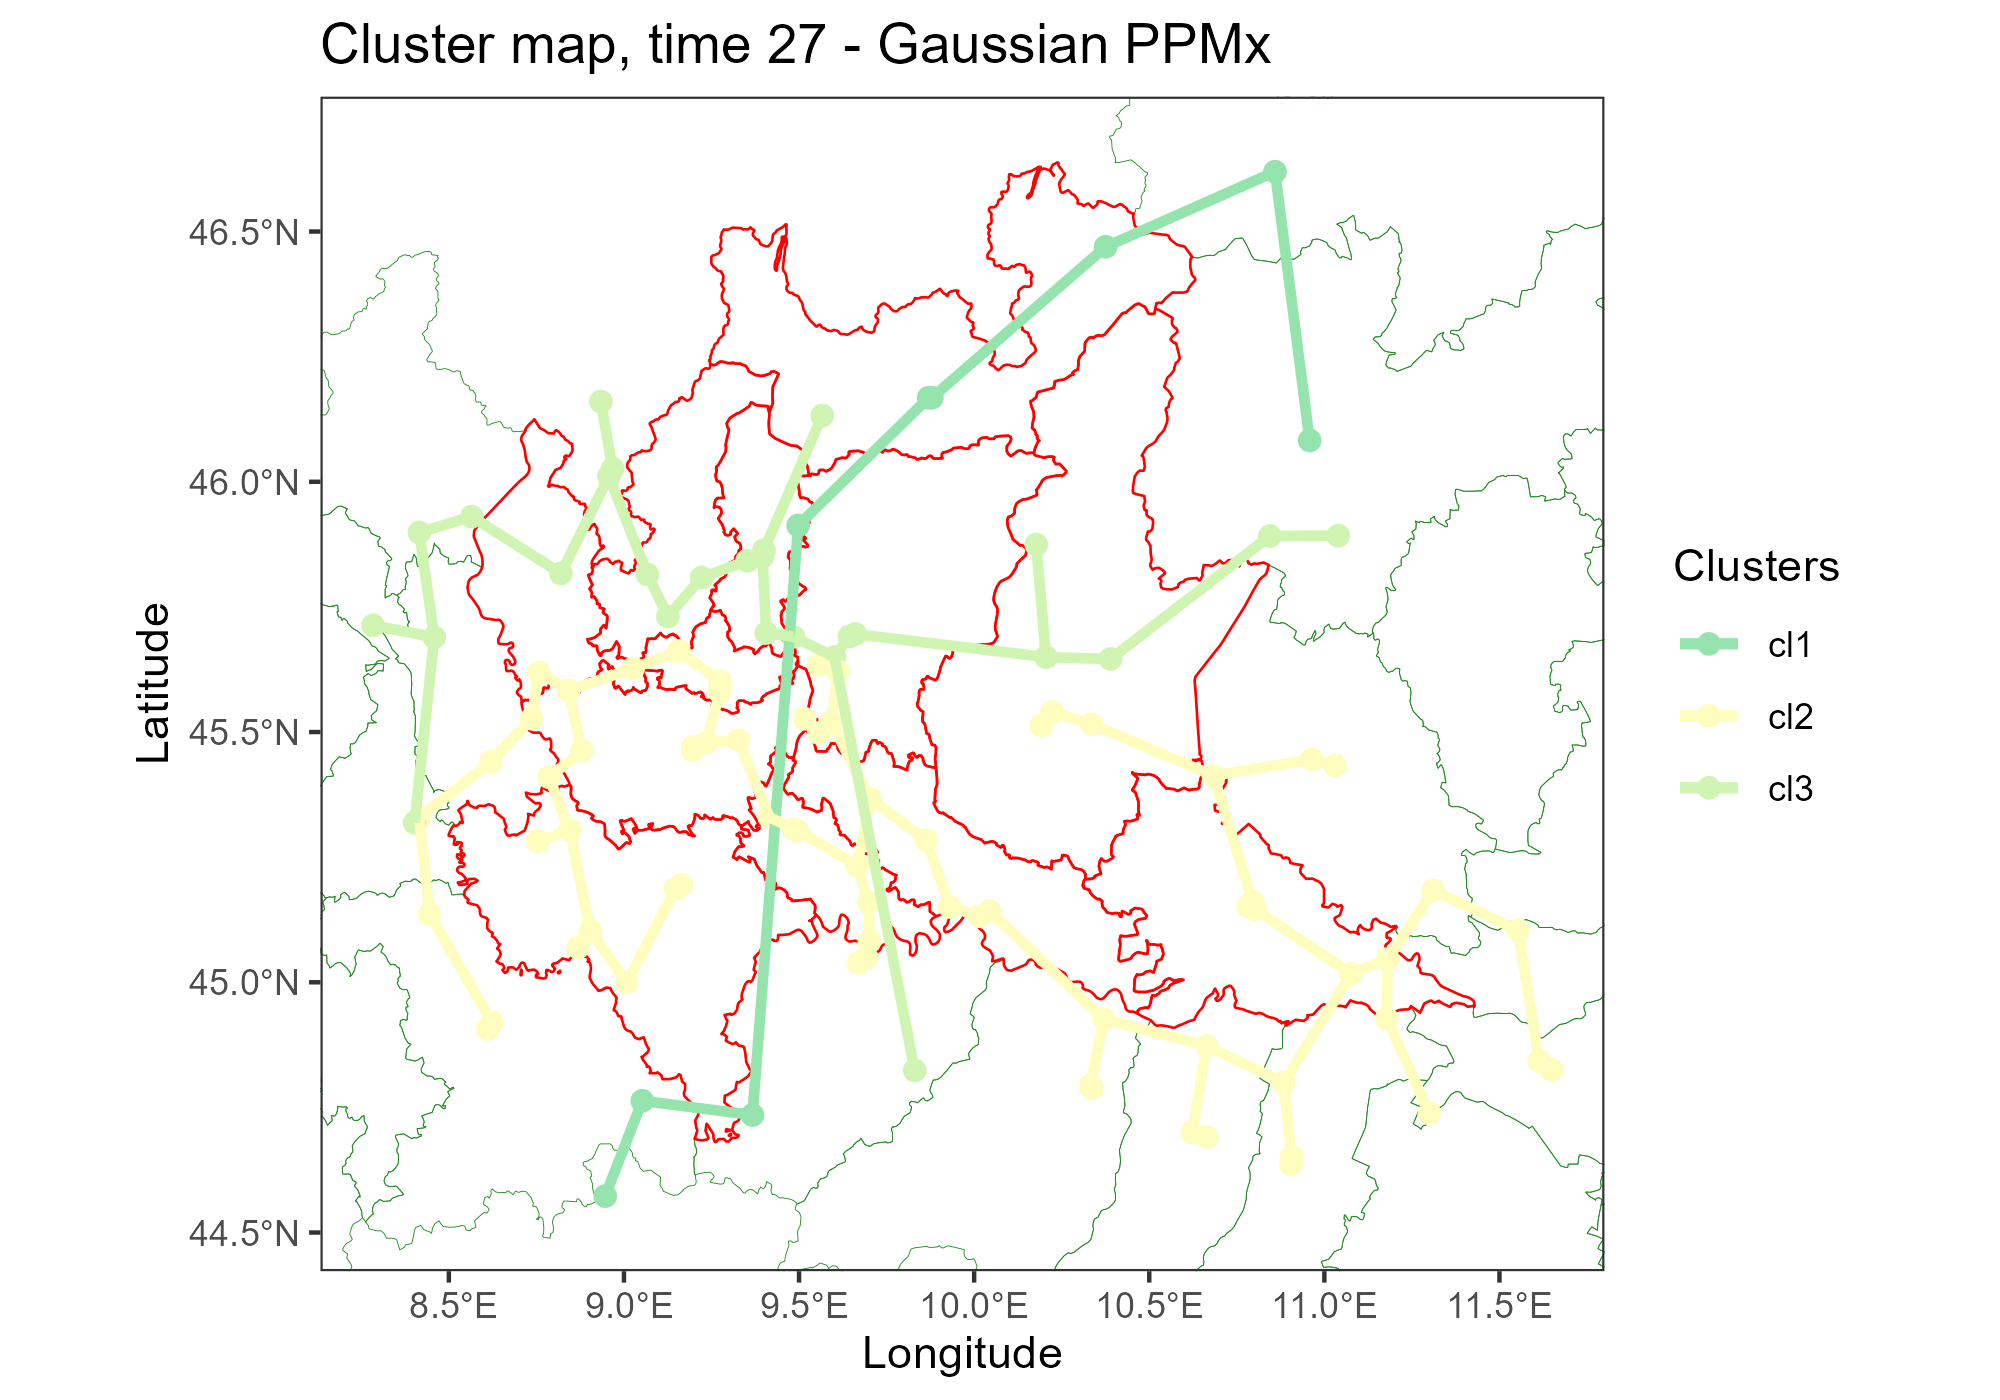 Cluster map, time 27 - Gaussian PPMx
46.5°N
46.0°N
45.5°N
45.0°N
44.5°N
Latitude
8.5°E
9.0°E
9.5°E
10.0°E
10.5°E
11.0°E
11.5°E
Longitude
Clusters
cl1
cl2
cl3